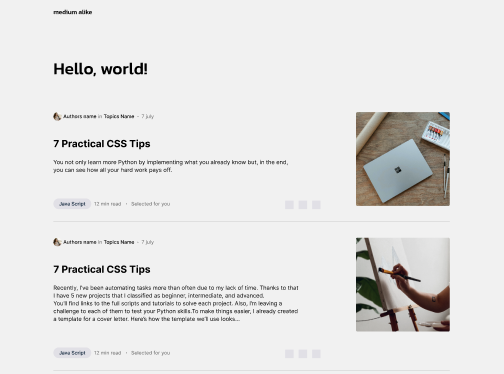 medium alike
Hello, world!
Authors name in Topics Name · 7 july
7 Practical CSS Tips
You not only learn more Python by implementing what you already know but, in the end,
you can see how all your hard work pays off.
Java Script 12 min read · Selected for you
Authors name in Topics Name · 7 july
7 Practical CSS Tips
Recently, I've been automating tasks more than often due to my lack of time. Thanks to that
I have 5 new projects that I classified as beginner, intermediate, and advanced.
You'll find links to the full scripts and tutorials to solve each project. Also, I'm leaving a
challenge to each of them to test your Python skills.To make things easier, I already created
a template for a cover letter. Here's how the template we'll use looks...
Java Script 12 min read · Selected for you